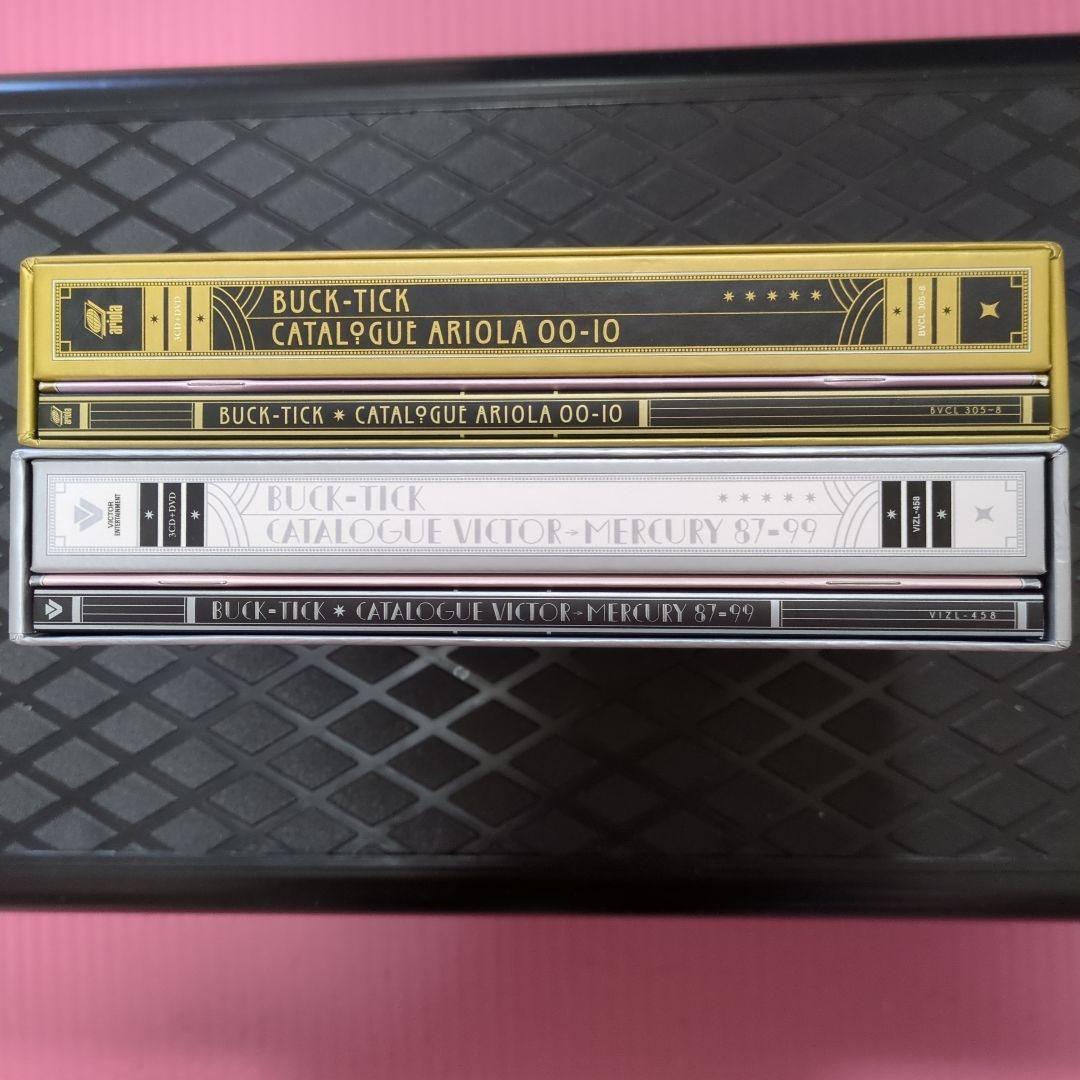 ariola
3CD+DVD
BUCK-TICK
CATALOGUE ARIOLA 00-10
BVCL 305~8
ariola
BUCK-TICK ✶ CATALOGUE ARIOLA 00-10
BVCL 305~8
VICTOR
ENTERTAINMENT
3CD+DVD
BUCK-TICK
CATALOGUE VICTOR→MERCURY 87-99
VIZL-458
BUCK-TICK ✶ CATALOGUE VICTOR→MERCURY 87-99
VIZL-458